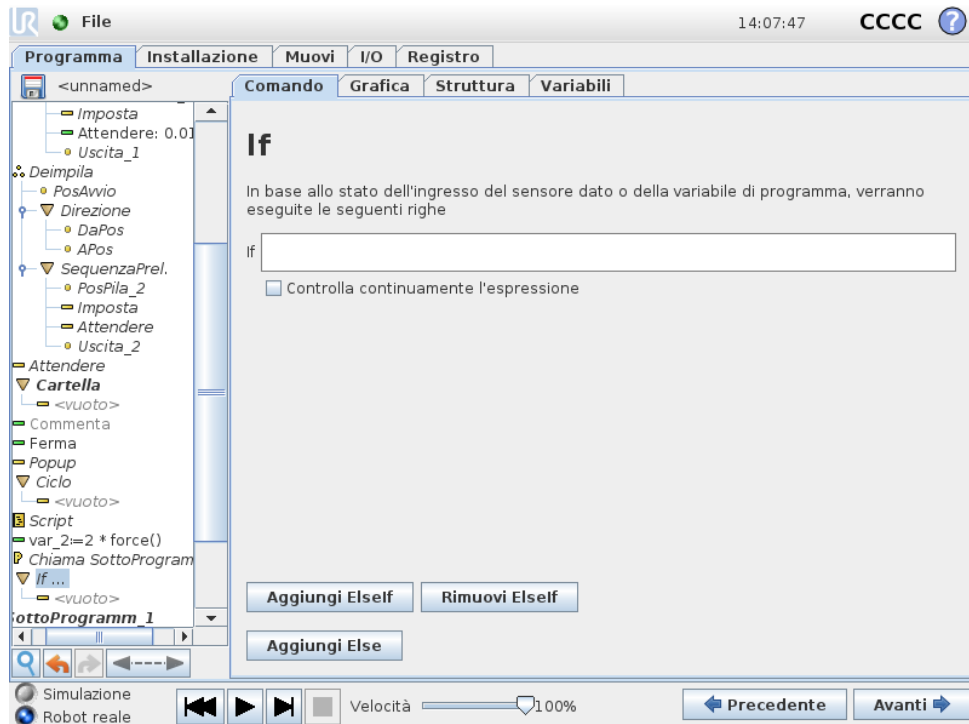 UR File 14:07:47 CCCC ?
Programma Installazione Muovi I/O Registro
<unnamed> Comando Grafica Struttura Variabili
Imposta
Attendere: 0.01
Uscita_1
Deimpila
PosAvvio
Direzione
DaPos
APos
SequenzaPrel.
PosPila_2
Imposta
Attendere
Uscita_2
Attendere
Cartella
<vuoto>
Commenta
Ferma
Popup
Ciclo
<vuoto>
Script
var_2:=2 * force()
P Chiama SottoProgram
If ...
<vuoto>
SottoProgramm_1
If
In base allo stato dell'ingresso del sensore dato o della variabile di programma, verranno
eseguite le seguenti righe
If
Controlla continuamente l'espressione
Aggiungi ElseIf Rimuovi ElseIf
Aggiungi Else
Simulazione
Robot reale
Velocità 100%
Precedente Avanti